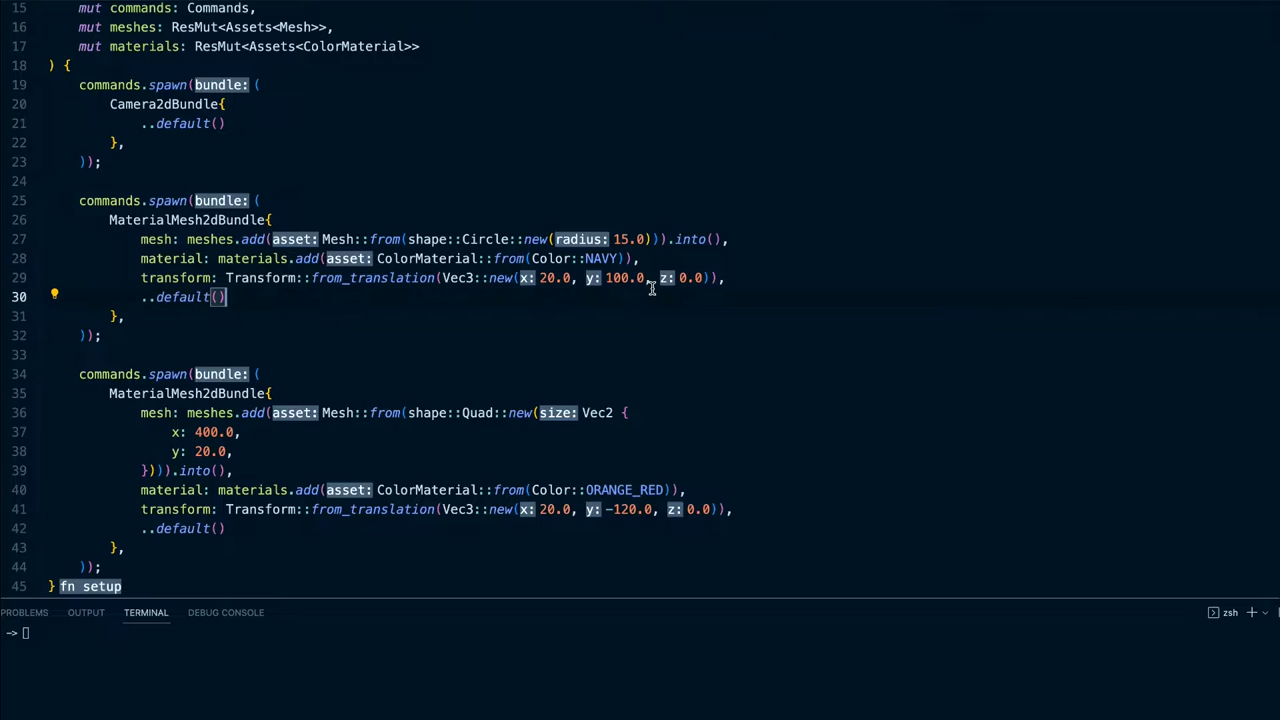 15 mut commands: Commands,
16 mut meshes: ResMut<Assets<Mesh>>,
17 mut materials: ResMut<Assets<ColorMaterial>>
18 ) {
19 commands.spawn(bundle: (
20 Camera2dBundle{
21 ..default()
22 },
23 ));
24
25 commands.spawn(bundle: (
26 MaterialMesh2dBundle{
27 mesh: meshes.add(asset: Mesh::from(shape::Circle::new(radius: 15.0))).into(),
28 material: materials.add(asset: ColorMaterial::from(Color::NAVY)),
29 transform: Transform::from_translation(Vec3::new(x: 20.0, y: 100.0, z: 0.0)),
30 ..default()
31 },
32 ));
33
34 commands.spawn(bundle: (
35 MaterialMesh2dBundle{
36 mesh: meshes.add(asset: Mesh::from(shape::Quad::new(size: Vec2 {
37 x: 400.0,
38 y: 20.0,
39 }))).into(),
40 material: materials.add(asset: ColorMaterial::from(Color::ORANGE_RED)),
41 transform: Transform::from_translation(Vec3::new(x: 20.0, y: -120.0, z: 0.0)),
42 ..default()
43 },
44 ));
45 } fn setup
PROBLEMS OUTPUT TERMINAL DEBUG CONSOLE zsh
->